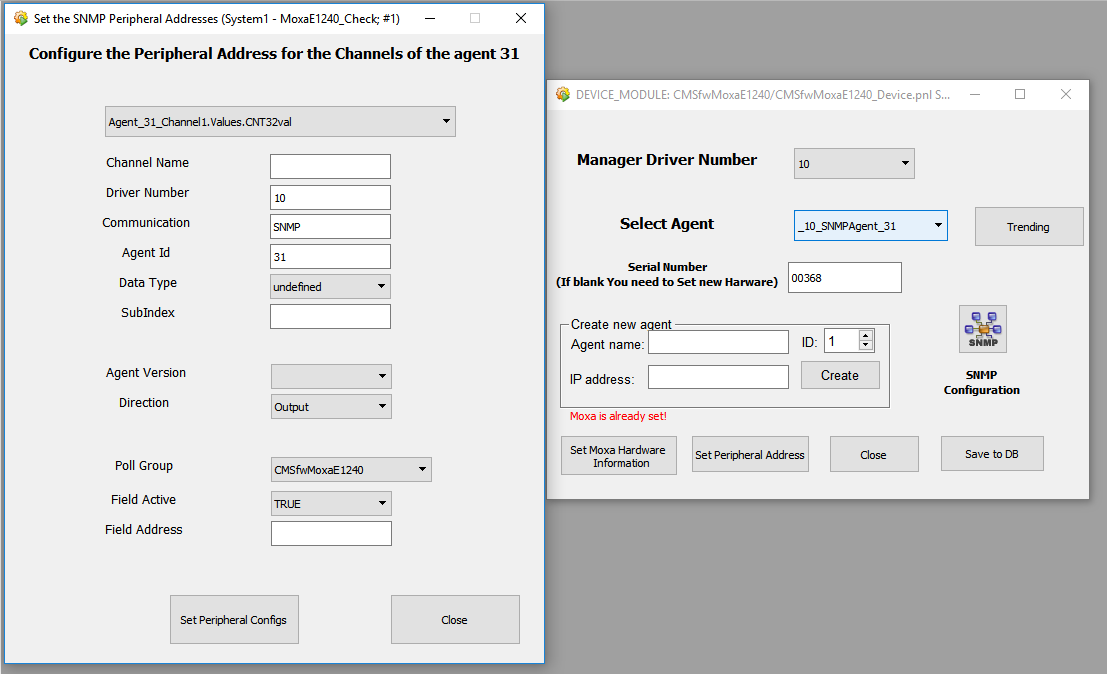 Set the SNMP Peripheral Addresses (System1 - MoxaE1240_Check; #1)
Configure the Peripheral Address for the Channels of the agent 31
Agent_31_Channel1.Values.CNT32val
Channel Name
Driver Number 10
Communication SNMP
Agent Id 31
Data Type undefined
SubIndex
Agent Version
Direction Output
Poll Group CMSfwMoxaE1240
Field Active TRUE
Field Address
Set Peripheral Configs Close
DEVICE_MODULE: CMSfwMoxaE1240/CMSfwMoxaE1240_Device.pnl S...
Manager Driver Number 10
Select Agent _10_SNMPAgent_31 Trending
Serial Number
(If blank You need to Set new Harware) 00368
Create new agent
Agent name: ID: 1
IP address: Create
Moxa is already set!
SNMP
SNMP
Configuration
Set Moxa Hardware
Information
Set Peripheral Address
Close
Save to DB